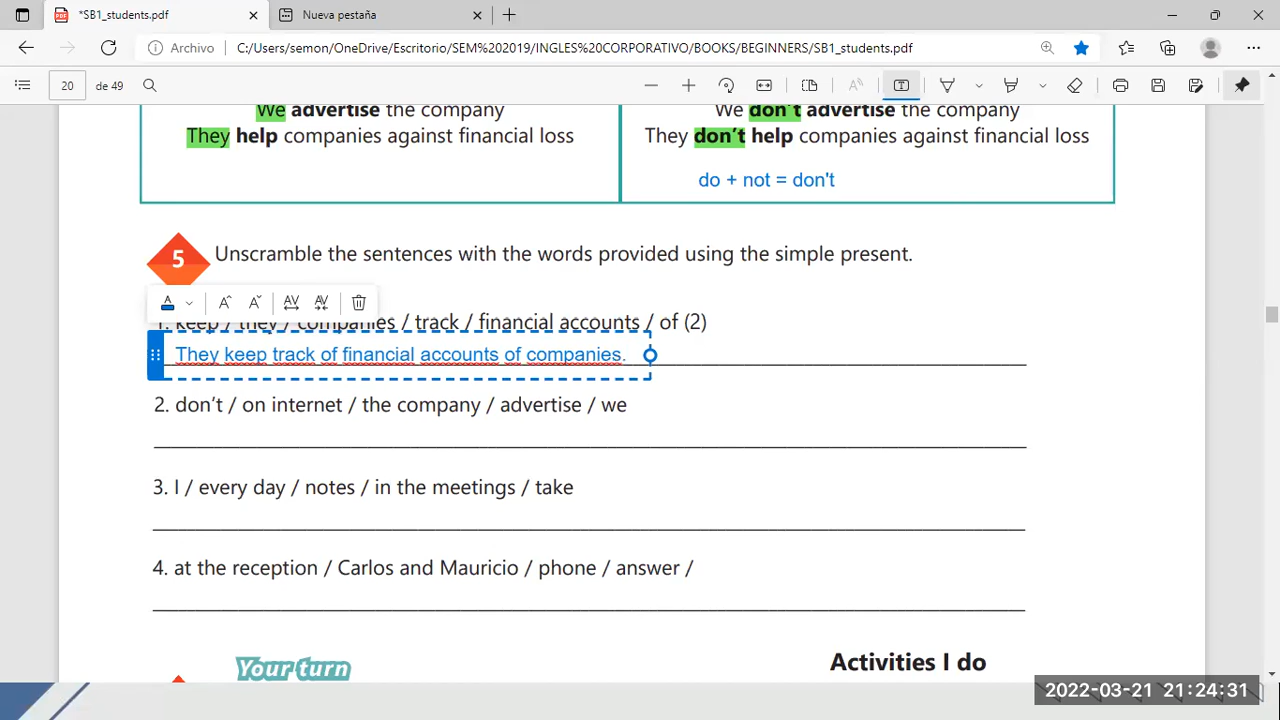 *SB1_students.pdf
Nueva pestaña
Archivo C:/Users/semon/OneDrive/Escritorio/SEM%202019/INGLES%20CORPORATIVO/BOOKS/BEGINNERS/SB1_students.pdf
20 de 49
We advertise the company
They help companies against financial loss
We don't advertise the company
They don't help companies against financial loss
do + not = don't
5 Unscramble the sentences with the words provided using the simple present.
1. keep / they / companies / track / financial accounts / of (2)
They keep track of financial accounts of companies.
2. don't / on internet / the company / advertise / we
3. I / every day / notes / in the meetings / take
4. at the reception / Carlos and Mauricio / phone / answer /
Your turn
Activities I do
2022-03-21 21:24:31